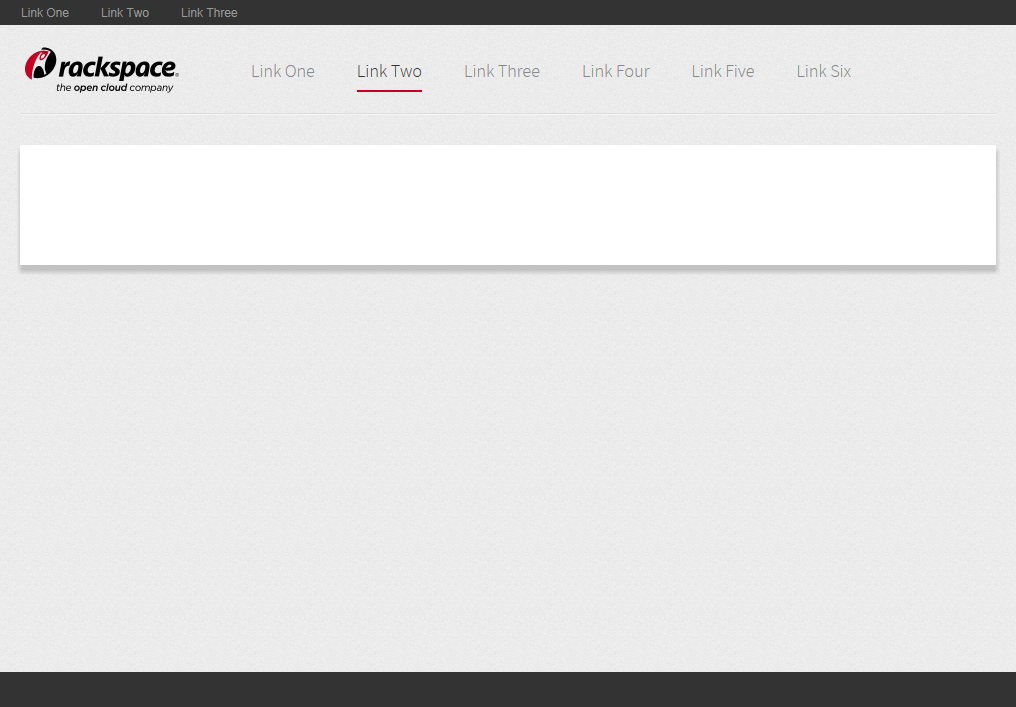 Link One Link Two Link Three
rackspace®
the open cloud company
Link One Link Two Link Three Link Four Link Five Link Six